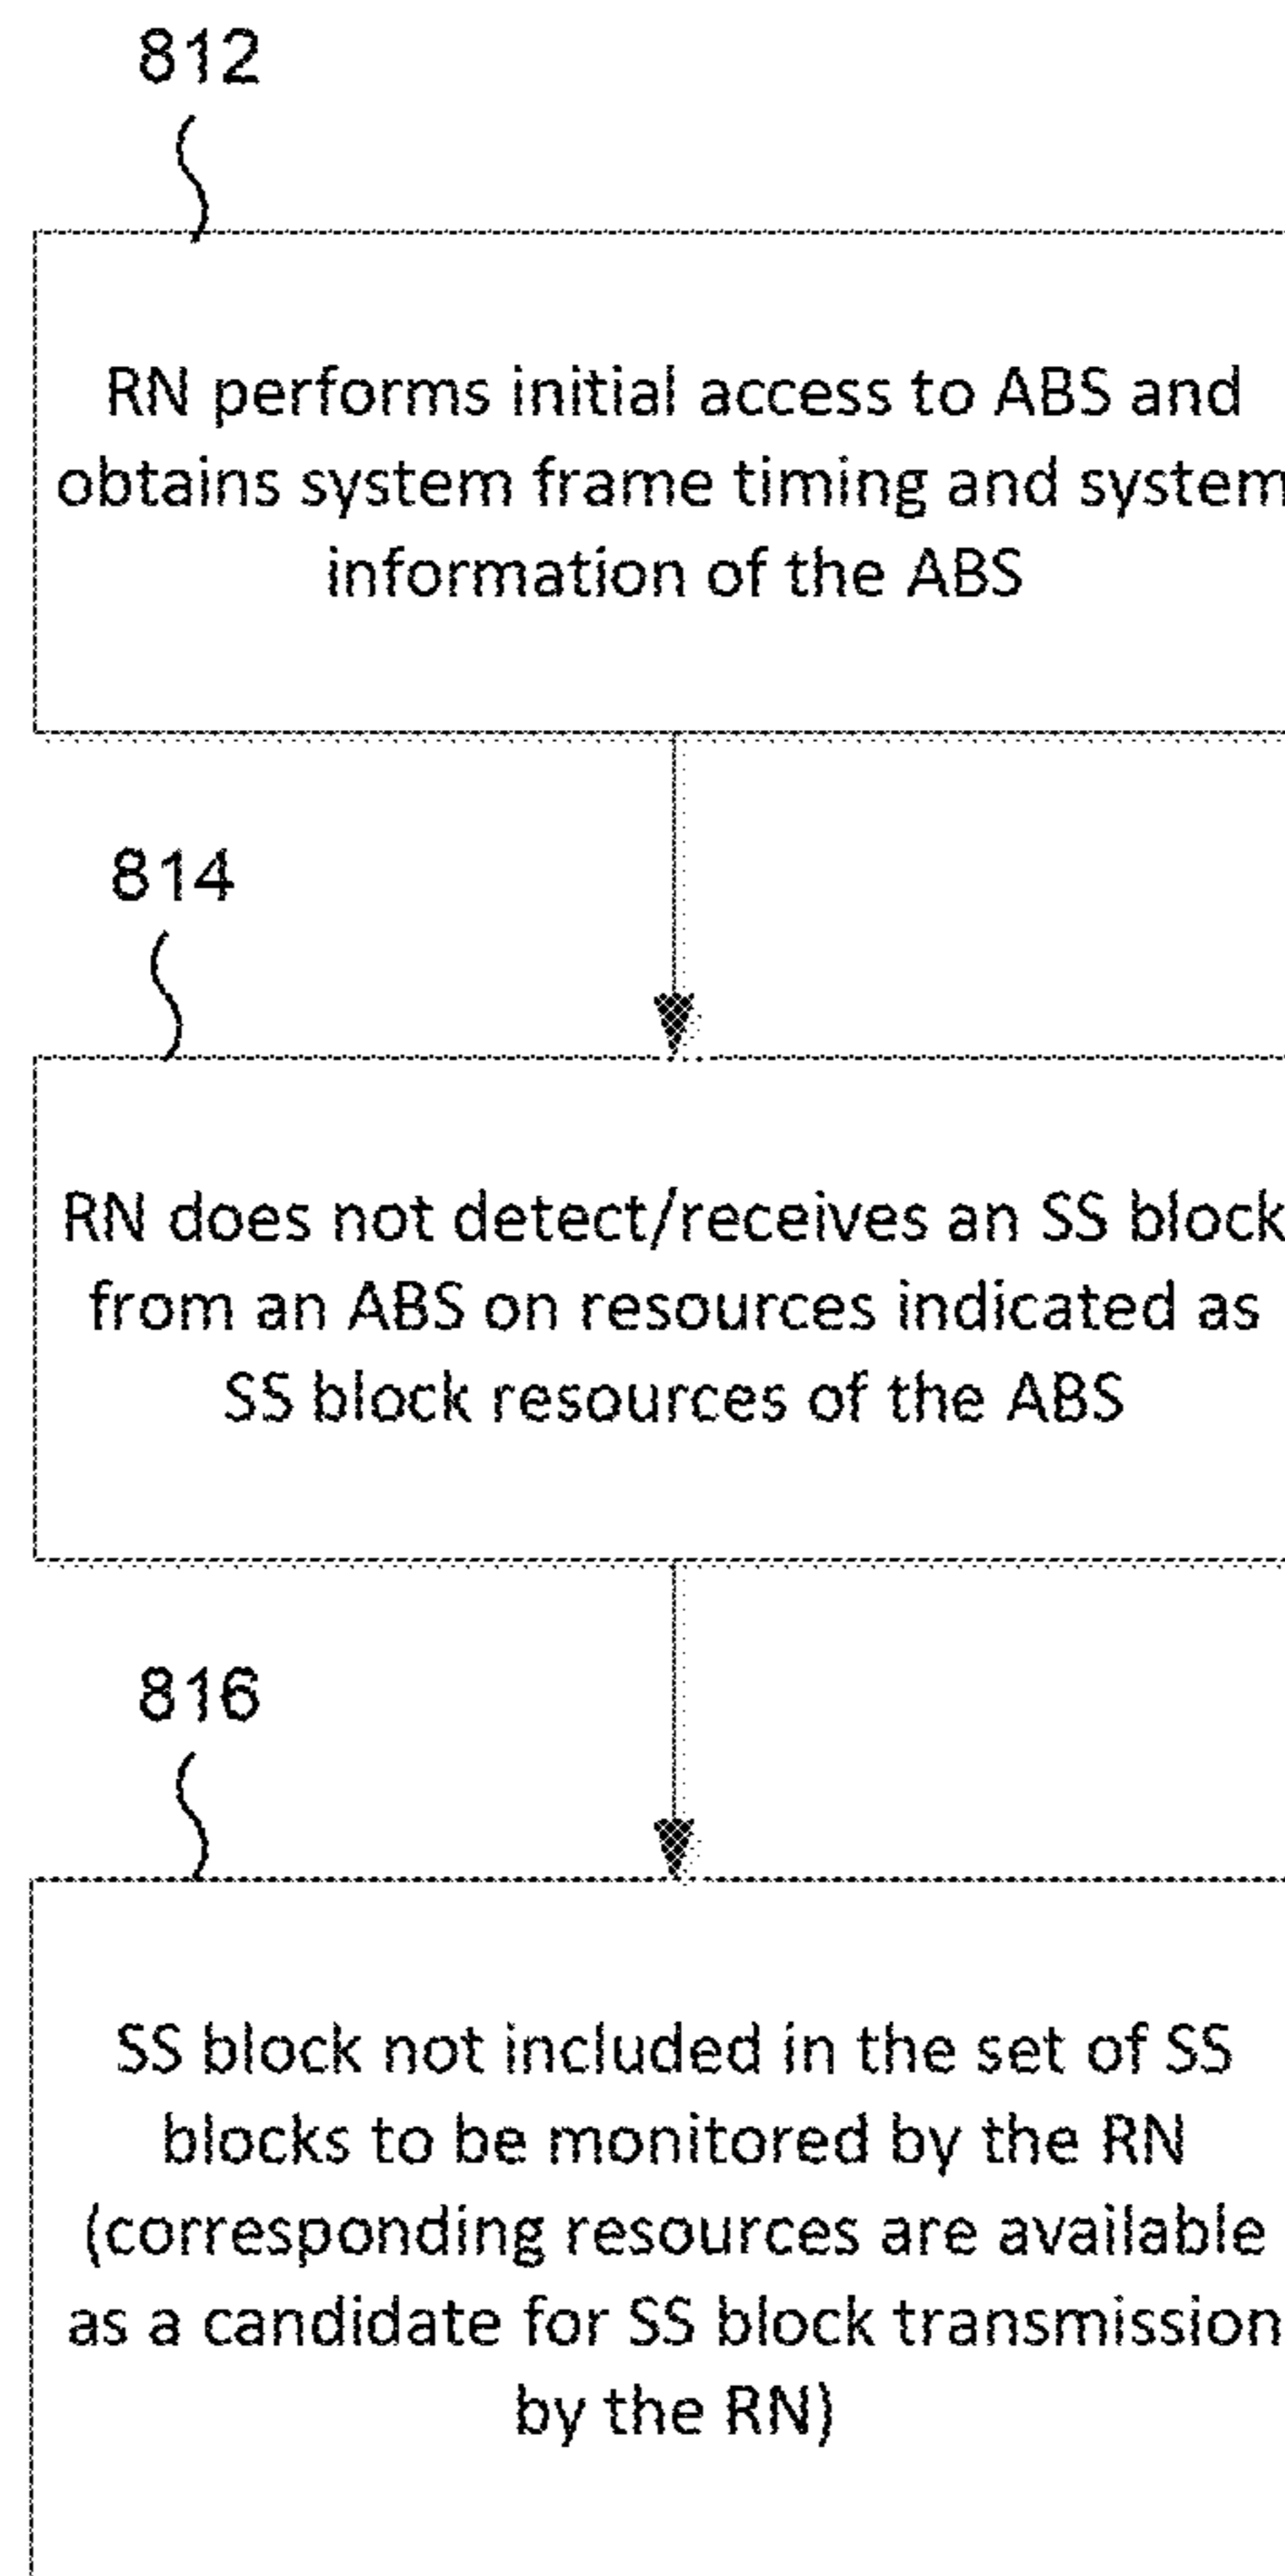 812
RN performs initial access to ABS and
obtains system frame timing and system
information of the ABS
814
RN does not detect/receives an SS block
from an ABS on resources indicated as
SS block resources of the ABS
816
SS block not included in the set of SS
blocks to be monitored by the RN
(corresponding resources are available
as a candidate for SS block transmission
by the RN)